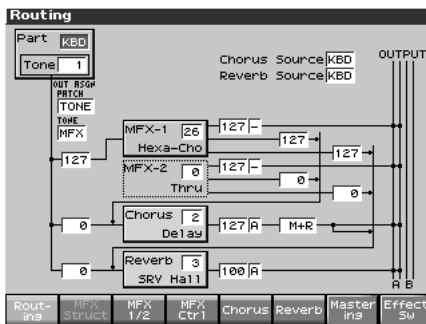 Routing
Part KBD
Tone 1
Chorus Source KBD
Reverb Source KBD
OUTPUT
OUT ASGN
PATCH
TONE
TONE
MFX
MFX-1 26
Hexa-Cho
127
127 -
127
127
MFX-2 0
Thru
127 -
0
0
Chorus 2
Delay
0
127 A
M+R
Reverb 3
SRV Hall
0
100 A
A B
Rout-ing
MFX Struct
MFX 1/2
MFX Ctrl
Chorus
Reverb
Master ing
Effect Sw